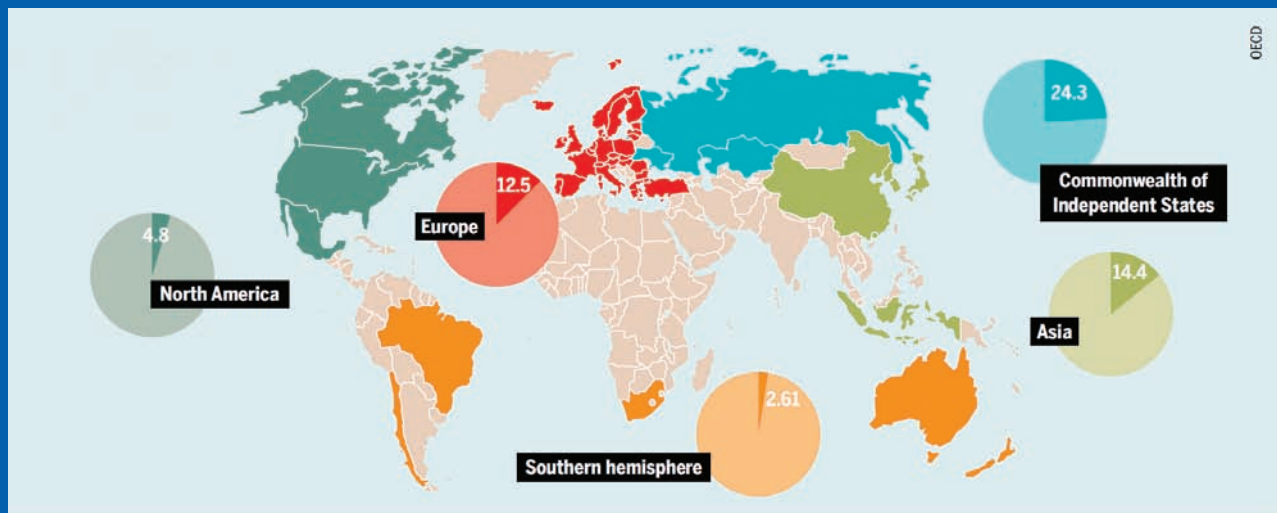 OECD
24.3
Commonwealth of
Independent States
12.5
Europe
4.8
North America
14.4
Asia
2.61
Southern hemisphere